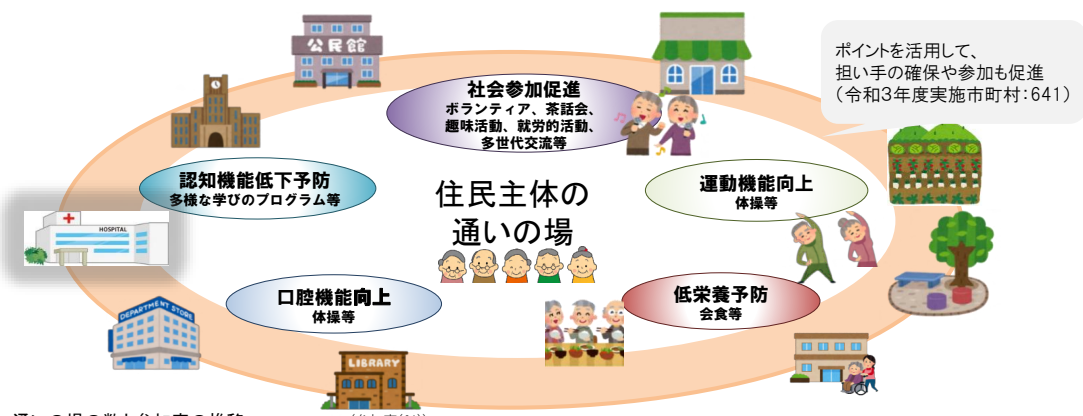 公民館
ポイントを活用して、
担い手の確保や参加も促進
(令和3年度実施市町村:641)
社会参加促進
ボランティア、茶話会、
趣味活動、就労的活動、
多世代交流等
認知機能低下予防
多様な学びのプログラム等
住民主体の
通いの場
運動機能向上
体操等
HOSPITAL
口腔機能向上
体操等
低栄養予防
会食等
DEPARTMENT STORE
LIBRARY